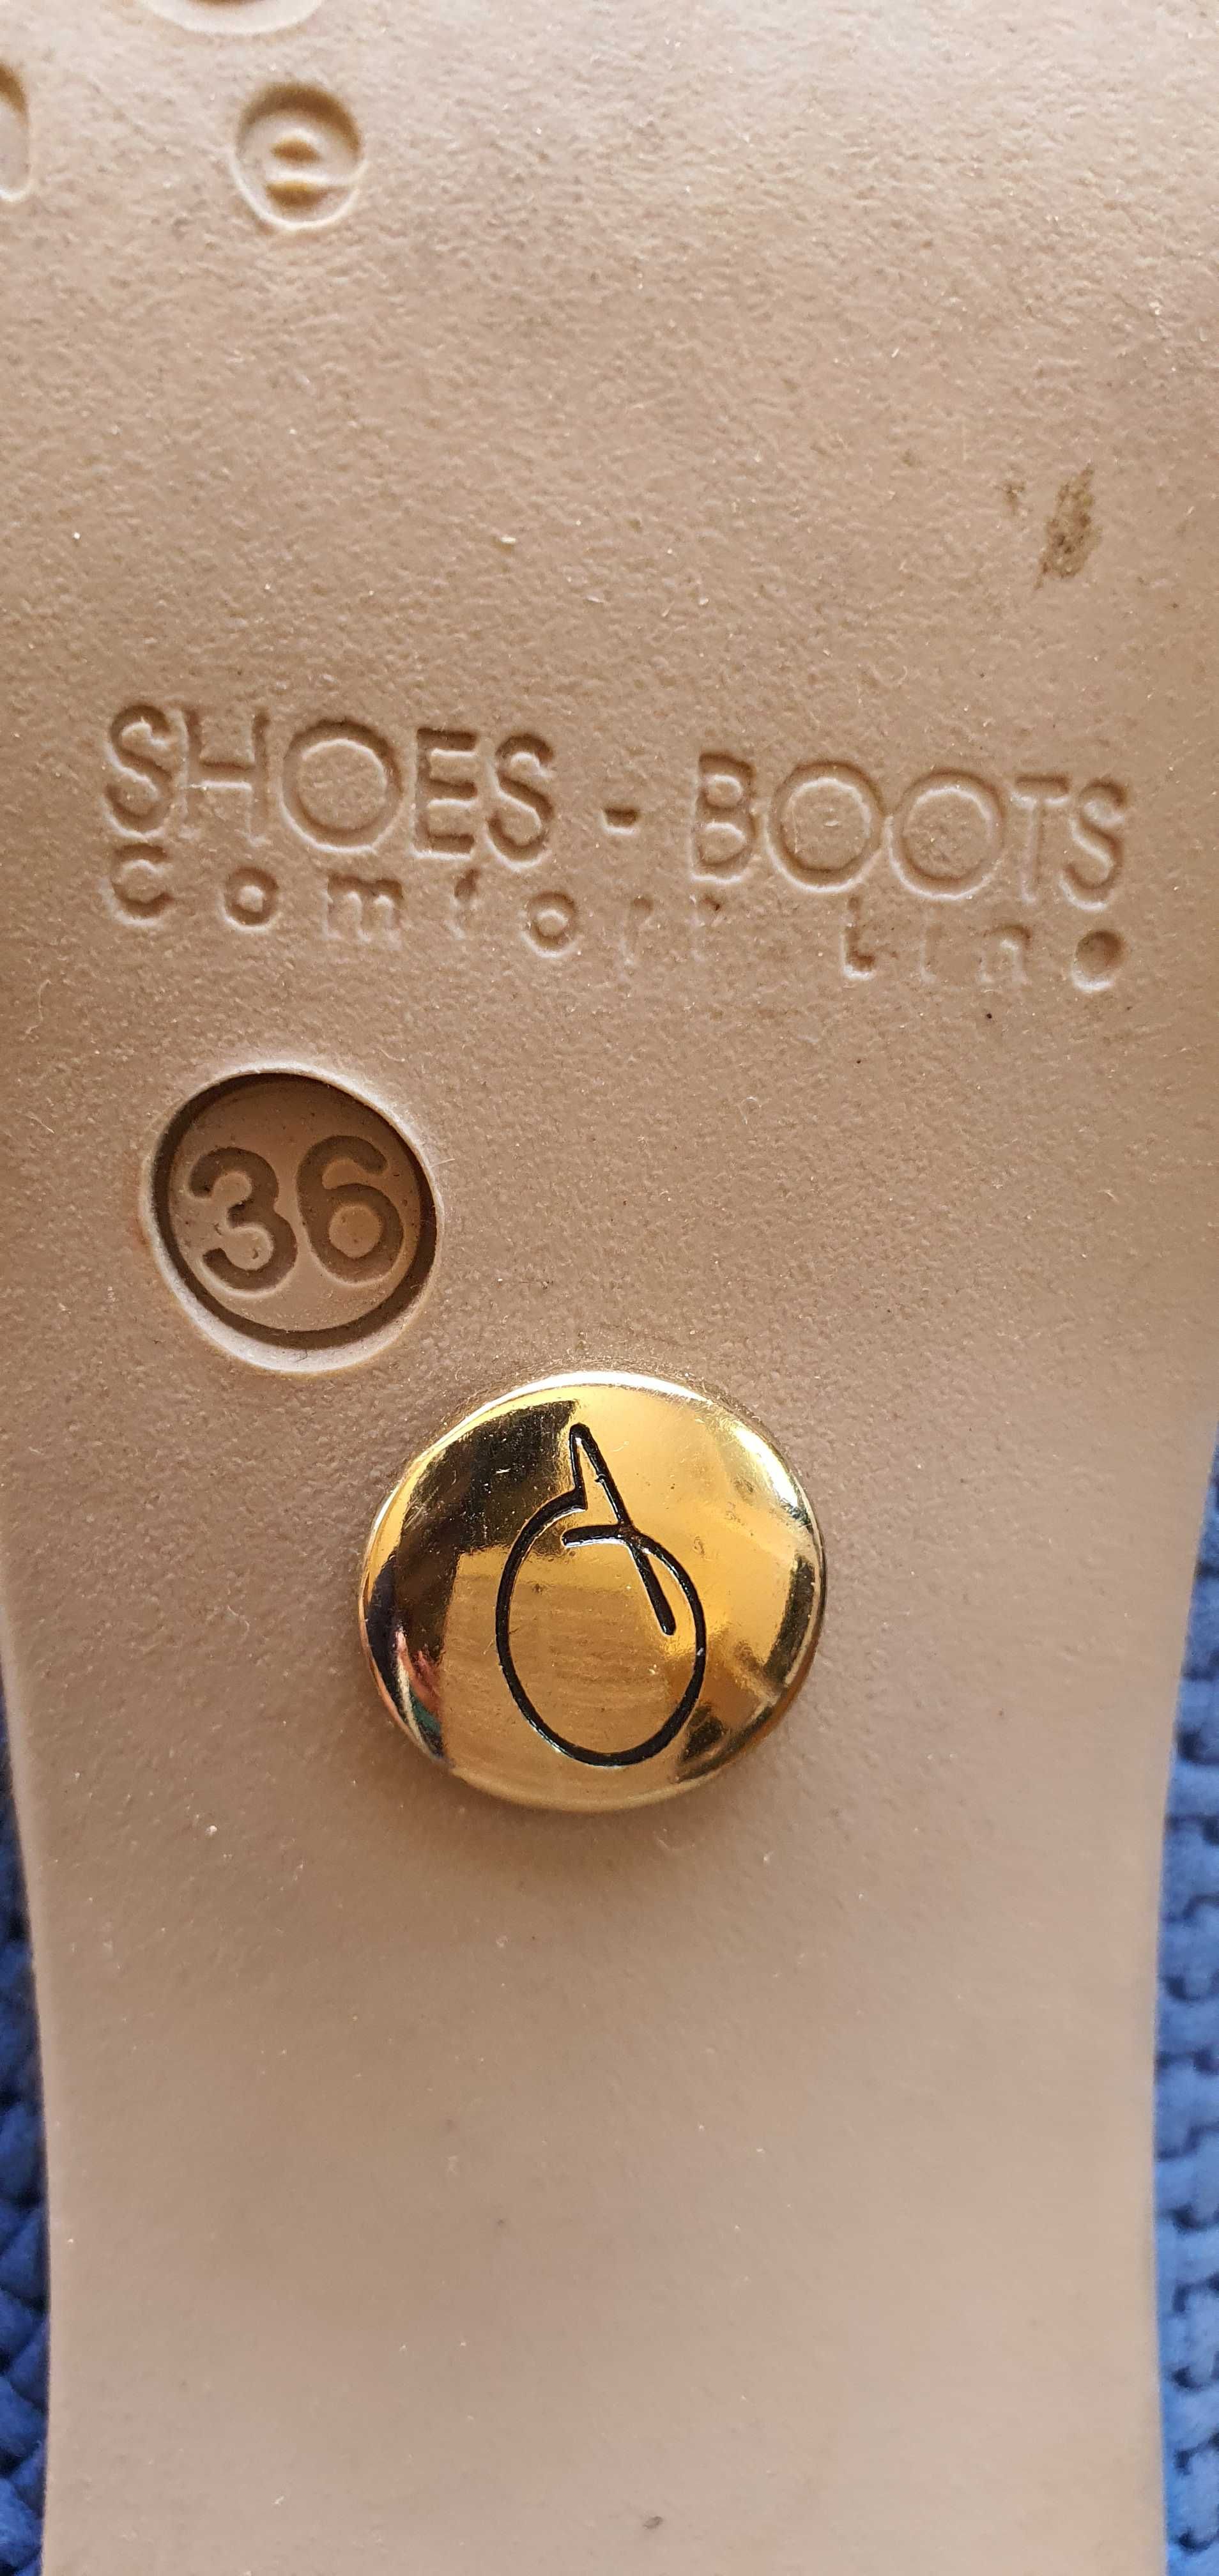 e
SHOES - BOOTS
Comfort line
36